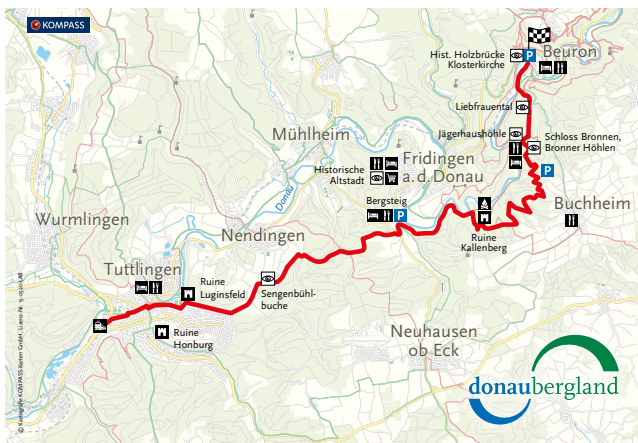 KOMPASS
Hist. Holzbrücke
Klosterkirche
P
Beuron
Liebfrauental
Jägerhaushöhle
Schloss Bronnen,
Bronner Höhlen
P
Mühlheim
Historische
Altstadt
Fridingen
a.d.Donau
Donau
Bergsteig
P
Buchheim
Wurmlingen
Nendingen
Ruine
Kallenberg
Tuttlingen
Ruine
Luginsfeld
Sengenbühl-
buche
Ruine
Honburg
Neuhausen
ob Eck
donaubergland